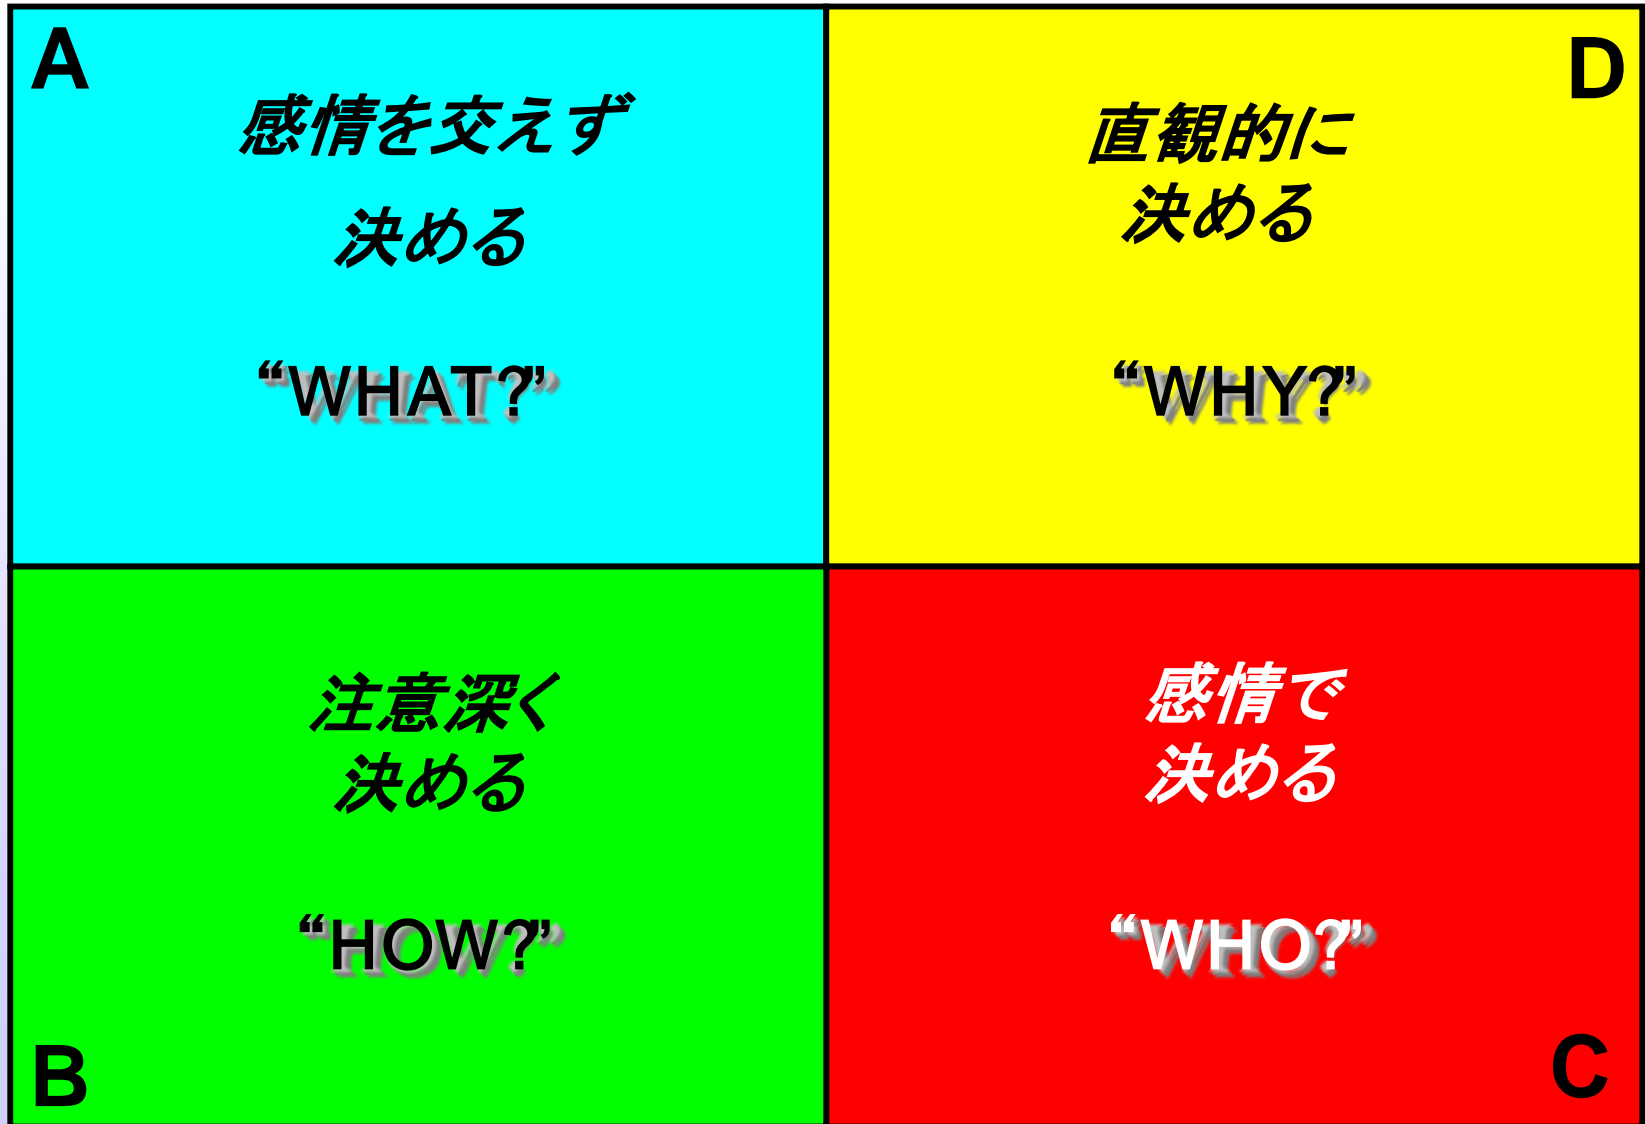 A
感情を交えず
決める
“WHAT?”
D
直観的に
決める
“WHY?”
注意深く
決める
“HOW?”
B
感情で
決める
“WHO?”
C